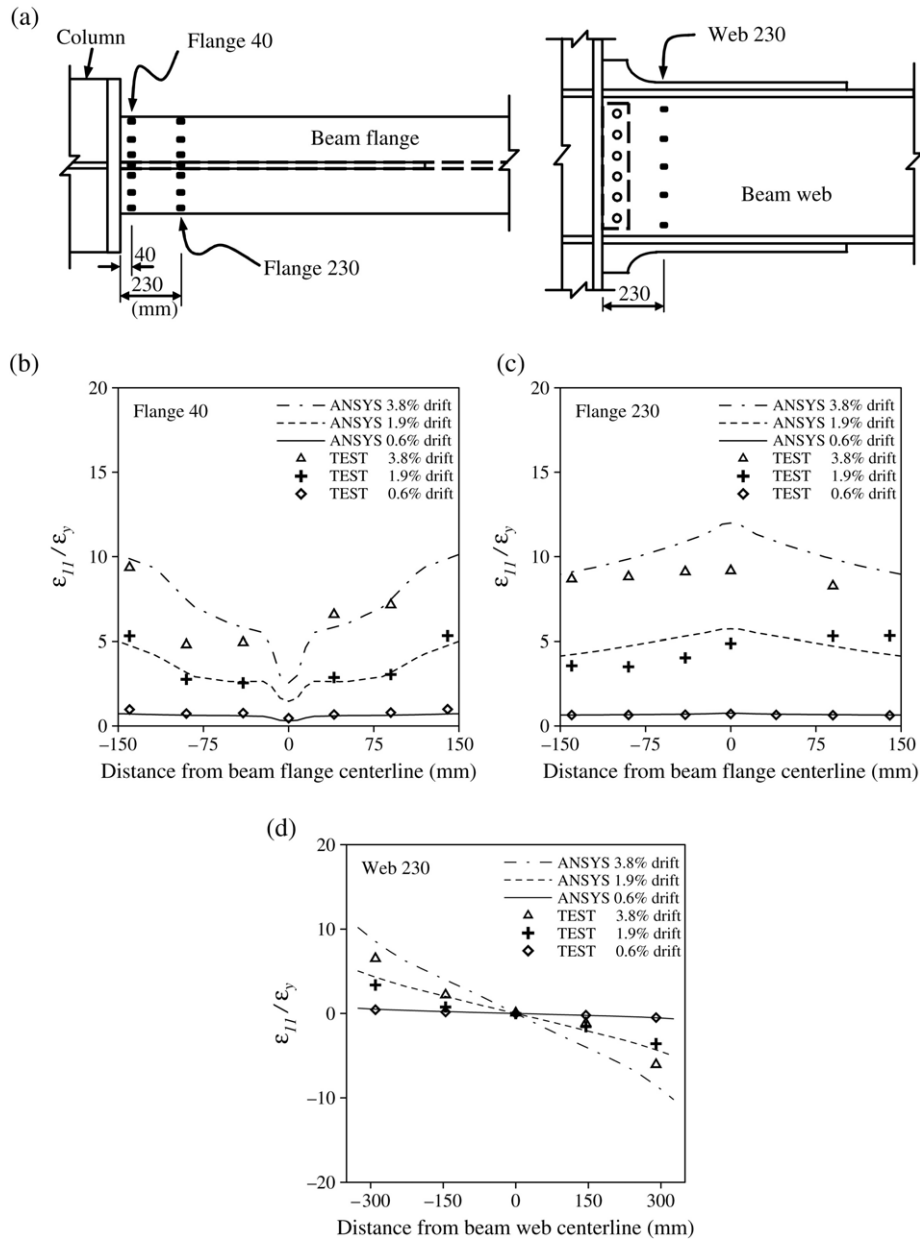 (a)
Column
Flange 40
Beam flange
Flange 230
40
230
(mm)
Web 230
Beam web
230
(b)
Flange 40
ANSYS 3.8% drift
ANSYS 1.9% drift
ANSYS 0.6% drift
TEST 3.8% drift
TEST 1.9% drift
TEST 0.6% drift
20
15
10
5
0
ε11/εy
−150 −75 0 75 150
Distance from beam flange centerline (mm)
(c)
Flange 230
ANSYS 3.8% drift
ANSYS 1.9% drift
ANSYS 0.6% drift
TEST 3.8% drift
TEST 1.9% drift
TEST 0.6% drift
20
15
10
5
0
ε11/εy
−150 −75 0 75 150
Distance from beam flange centerline (mm)
(d)
Web 230
ANSYS 3.8% drift
ANSYS 1.9% drift
ANSYS 0.6% drift
TEST 3.8% drift
TEST 1.9% drift
TEST 0.6% drift
20
10
0
−10
−20
ε11/εy
−300 −150 0 150 300
Distance from beam web centerline (mm)